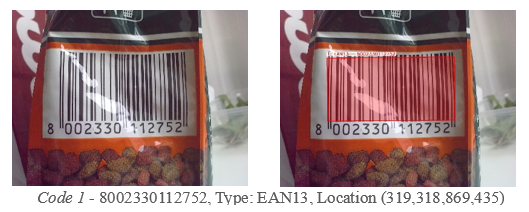 8 002330 112752
8 002330 112752
Code 1 - 8002330112752, Type: EAN13, Location (319,318,869,435)